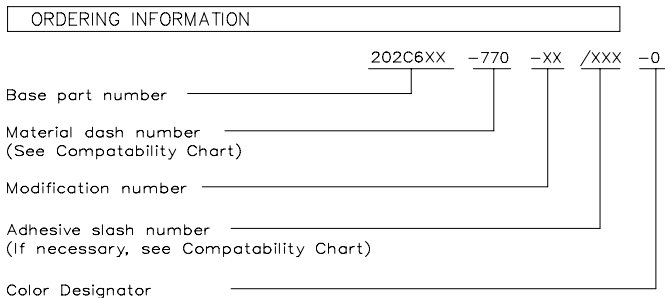 ORDERING INFORMATION
202C6XX -770 -XX /XXX -0
Base part number
Material dash number
(See Compatability Chart)
Modification number
Adhesive slash number
(If necessary, see Compatability Chart)
Color Designator